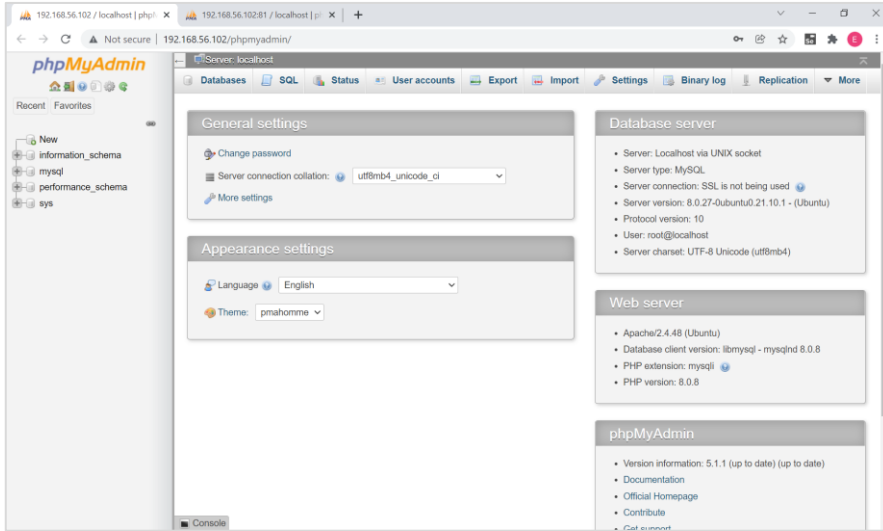 192.168.56.102 / localhost | php
192.168.56.102:81 / localhost | ph
Not secure | 192.168.56.102/phpmyadmin/
E
phpMyAdmin
Recent Favorites
New
information_schema
mysql
performance_schema
sys
Server: localhost
Databases SQL Status User accounts Export Import Settings Binary log Replication More
General settings
Change password
Server connection collation: utf8mb4_unicode_ci
More settings
Appearance settings
Language English
Theme: pmahomme
Database server
Server: Localhost via UNIX socket
Server type: MySQL
Server connection: SSL is not being used
Server version: 8.0.27-0ubuntu0.21.10.1 - (Ubuntu)
Protocol version: 10
User: root@localhost
Server charset: UTF-8 Unicode (utf8mb4)
Web server
Apache/2.4.48 (Ubuntu)
Database client version: libmysql - mysqlnd 8.0.8
PHP extension: mysqli
PHP version: 8.0.8
phpMyAdmin
Version information: 5.1.1 (up to date) (up to date)
Documentation
Official Homepage
Contribute
Get support
Console